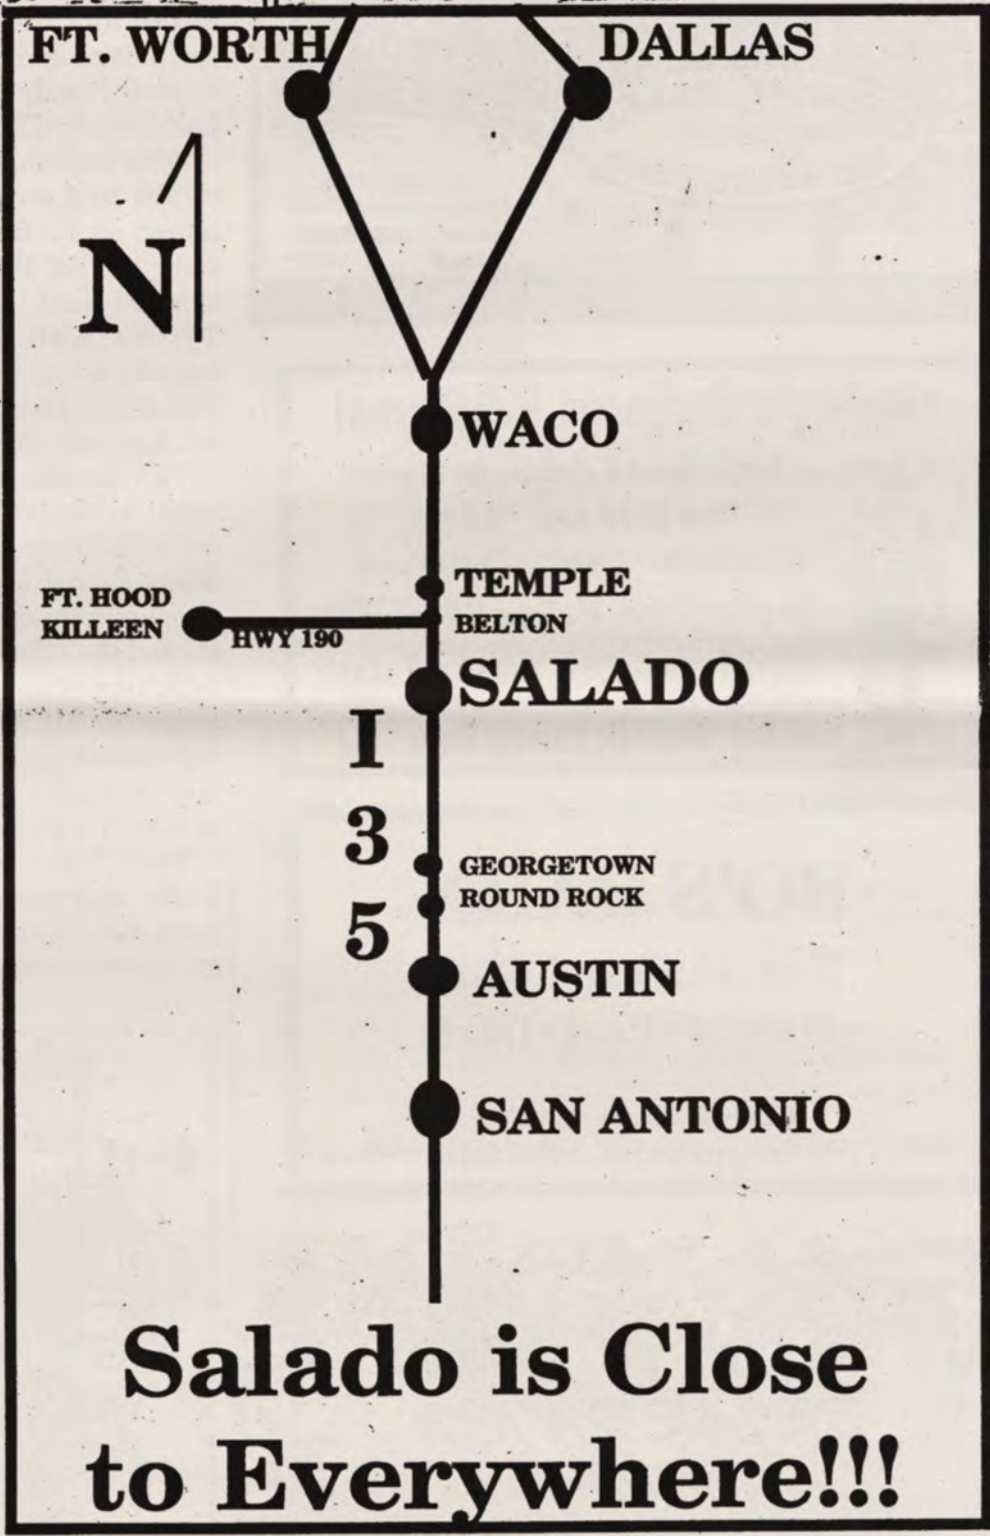 FT. WORTH
DALLAS
N
WACO
TEMPLE
FT. HOOD
KILLEEN
HWY 190
BELTON
SALADO
I
3
5
GEORGETOWN
ROUND ROCK
AUSTIN
SAN ANTONIO
Salado is Close
to Everywhere!!!